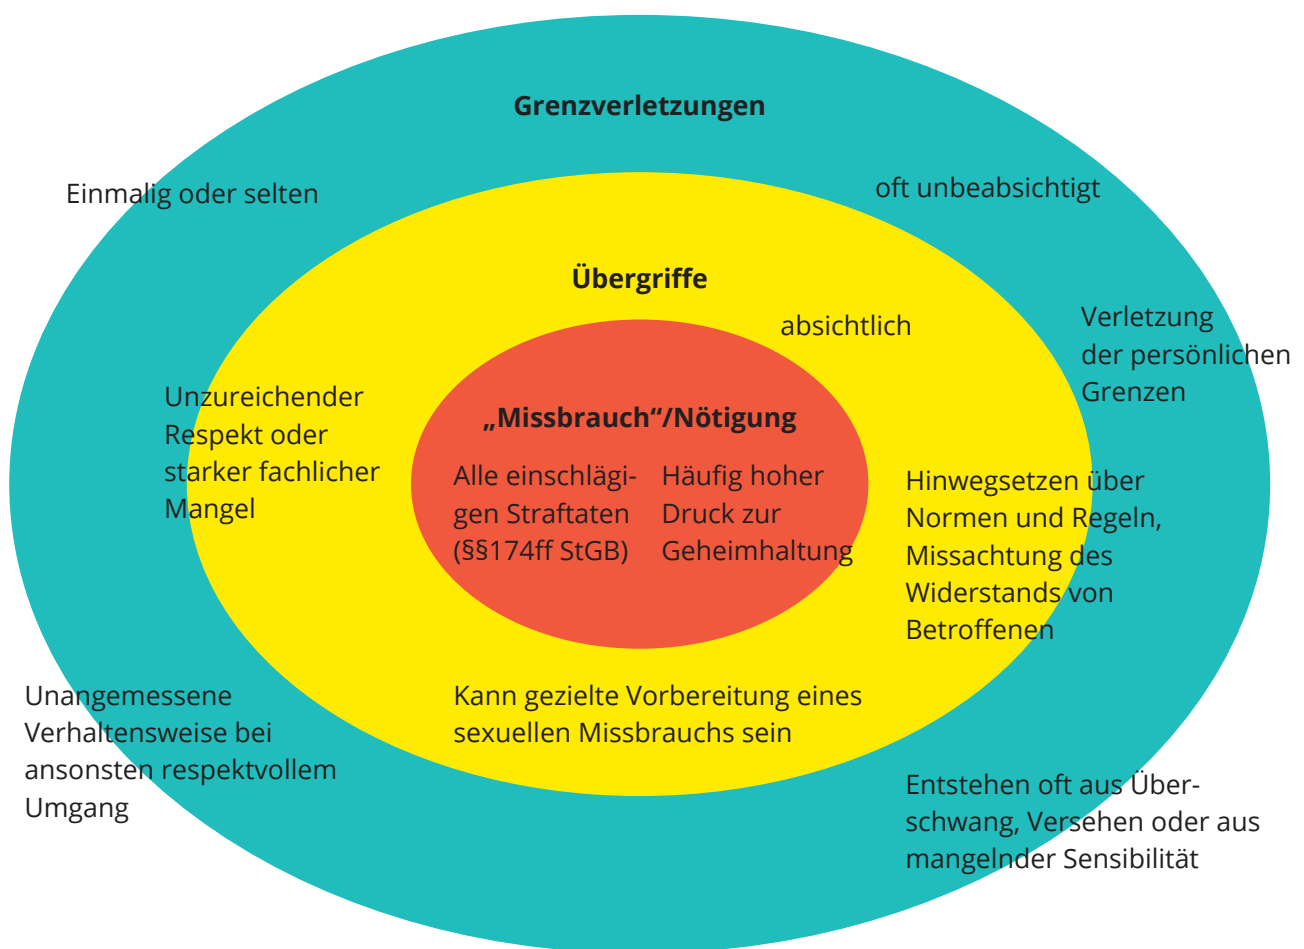 Grenzverletzungen
Einmalig oder selten
oft unbeabsichtigt
Übergriffe
absichtlich
Verletzung
der persönlichen
Grenzen
Unzureichender
Respekt oder
starker fachlicher
Mangel
„Missbrauch“/Nötigung
Alle einschlägi-
gen Straftaten
(§§174ff StGB)
Häufig hoher
Druck zur
Geheimhaltung
Hinwegsetzen über
Normen und Regeln,
Missachtung des
Widerstands von
Betroffenen
Unangemessene
Verhaltensweise bei
ansonsten respektvollem
Umgang
Kann gezielte Vorbereitung eines
sexuellen Missbrauchs sein
Entstehen oft aus Über-
schwang, Versehen oder aus
mangelnder Sensibilität